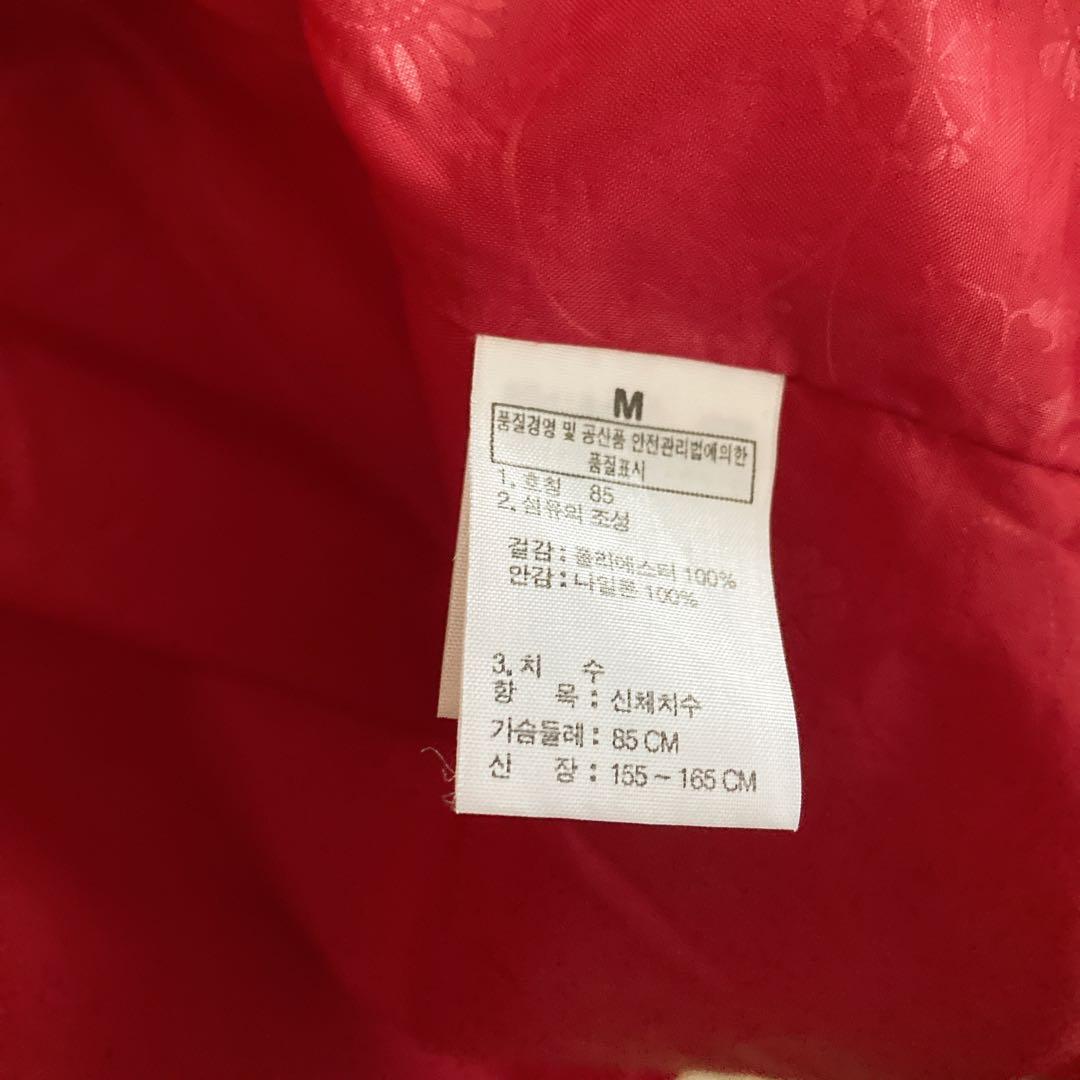 M
품질경영 및 공산품 안전관리법에의한
품질표시
1. 호칭 85
2. 섬유의 조성
겉감 : 폴리에스터 100%
안감 : 나일론 100%
3. 치 수
항 목 : 신체치수
가슴둘레 : 85 CM
신 장 : 155 ~ 165 CM